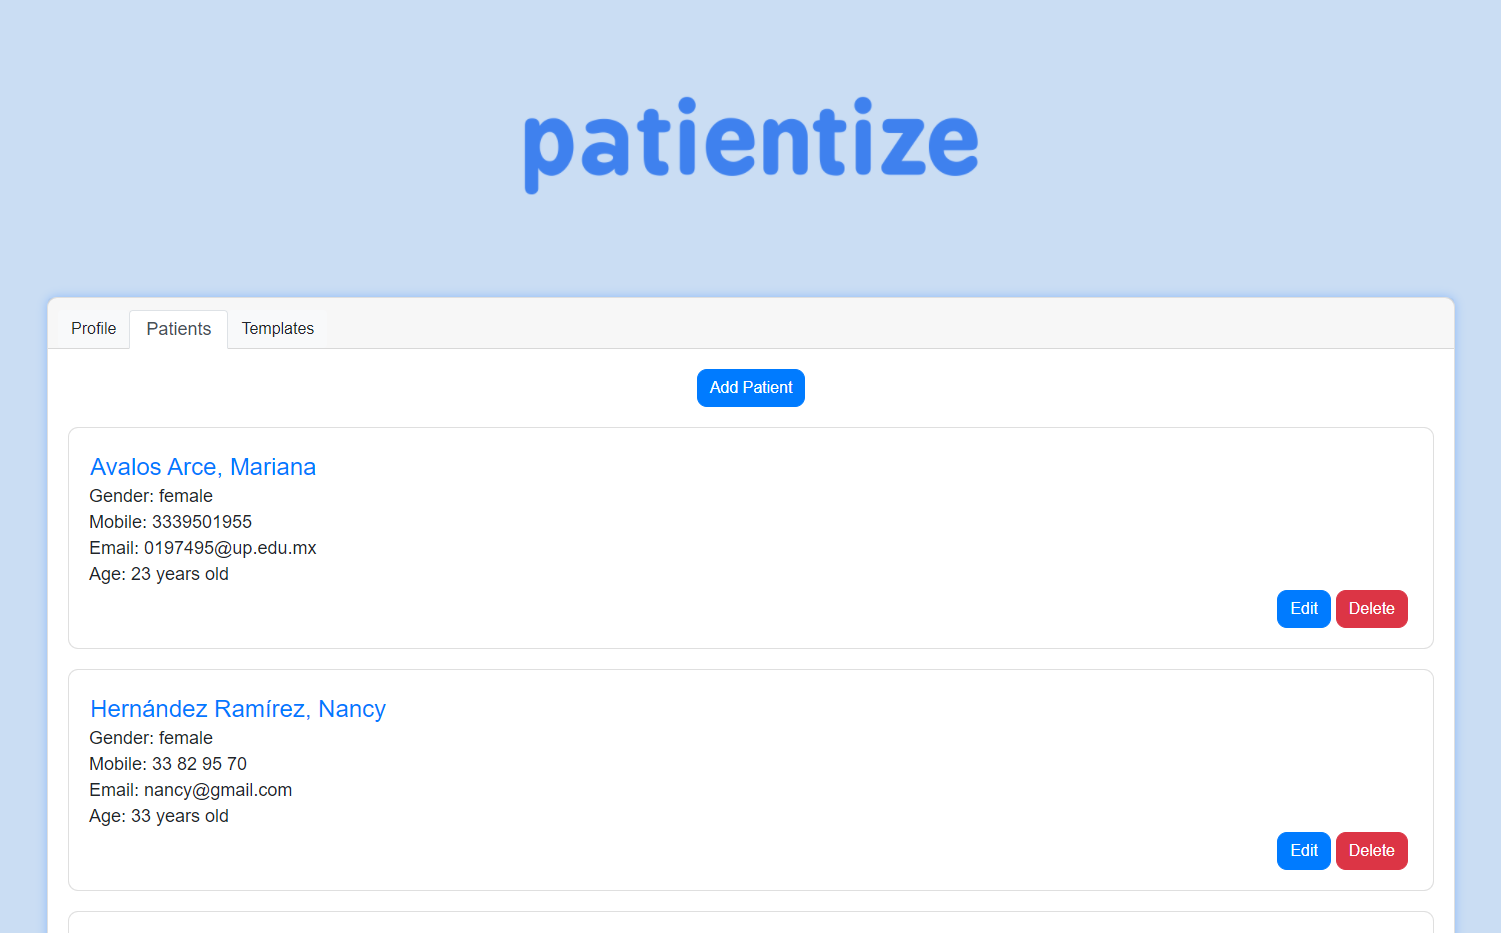 patientize
Profile Patients Templates
Add Patient
Avalos Arce, Mariana
Gender: female
Mobile: 3339501955
Email: 0197495@up.edu.mx
Age: 23 years old
Edit Delete
Hernández Ramírez, Nancy
Gender: female
Mobile: 33 82 95 70
Email: nancy@gmail.com
Age: 33 years old
Edit Delete